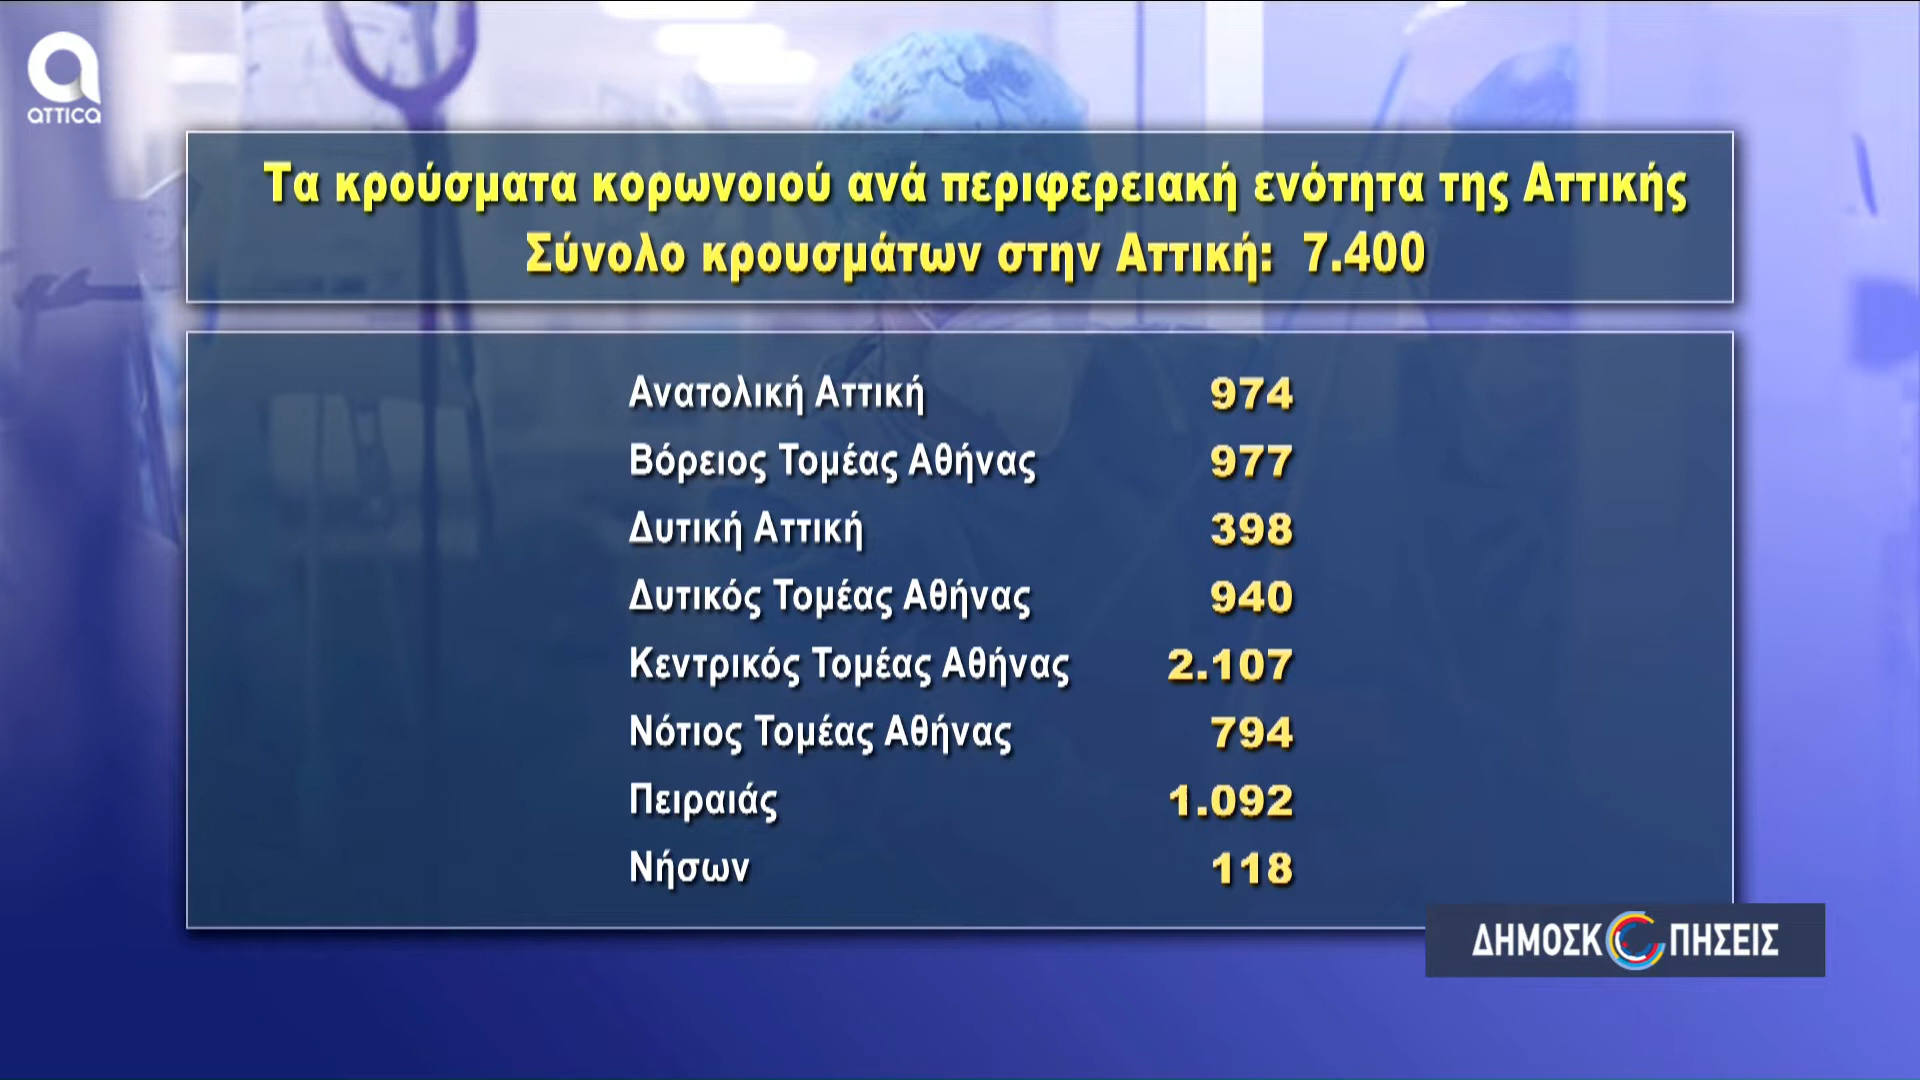 attica
Τα κρούσματα κορωνοιού ανά περιφερειακή ενότητα της Αττικής
Σύνολο κρουσμάτων στην Αττική: 7.400
Ανατολική Αττική 974
Βόρειος Τομέας Αθήνας 977
Δυτική Αττική 398
Δυτικός Τομέας Αθήνας 940
Κεντρικός Τομέας Αθήνας 2.107
Νότιος Τομέας Αθήνας 794
Πειραιάς 1.092
Νήσων 118
ΔΗΜΟΣΚΟΠΗΣΕΙΣ